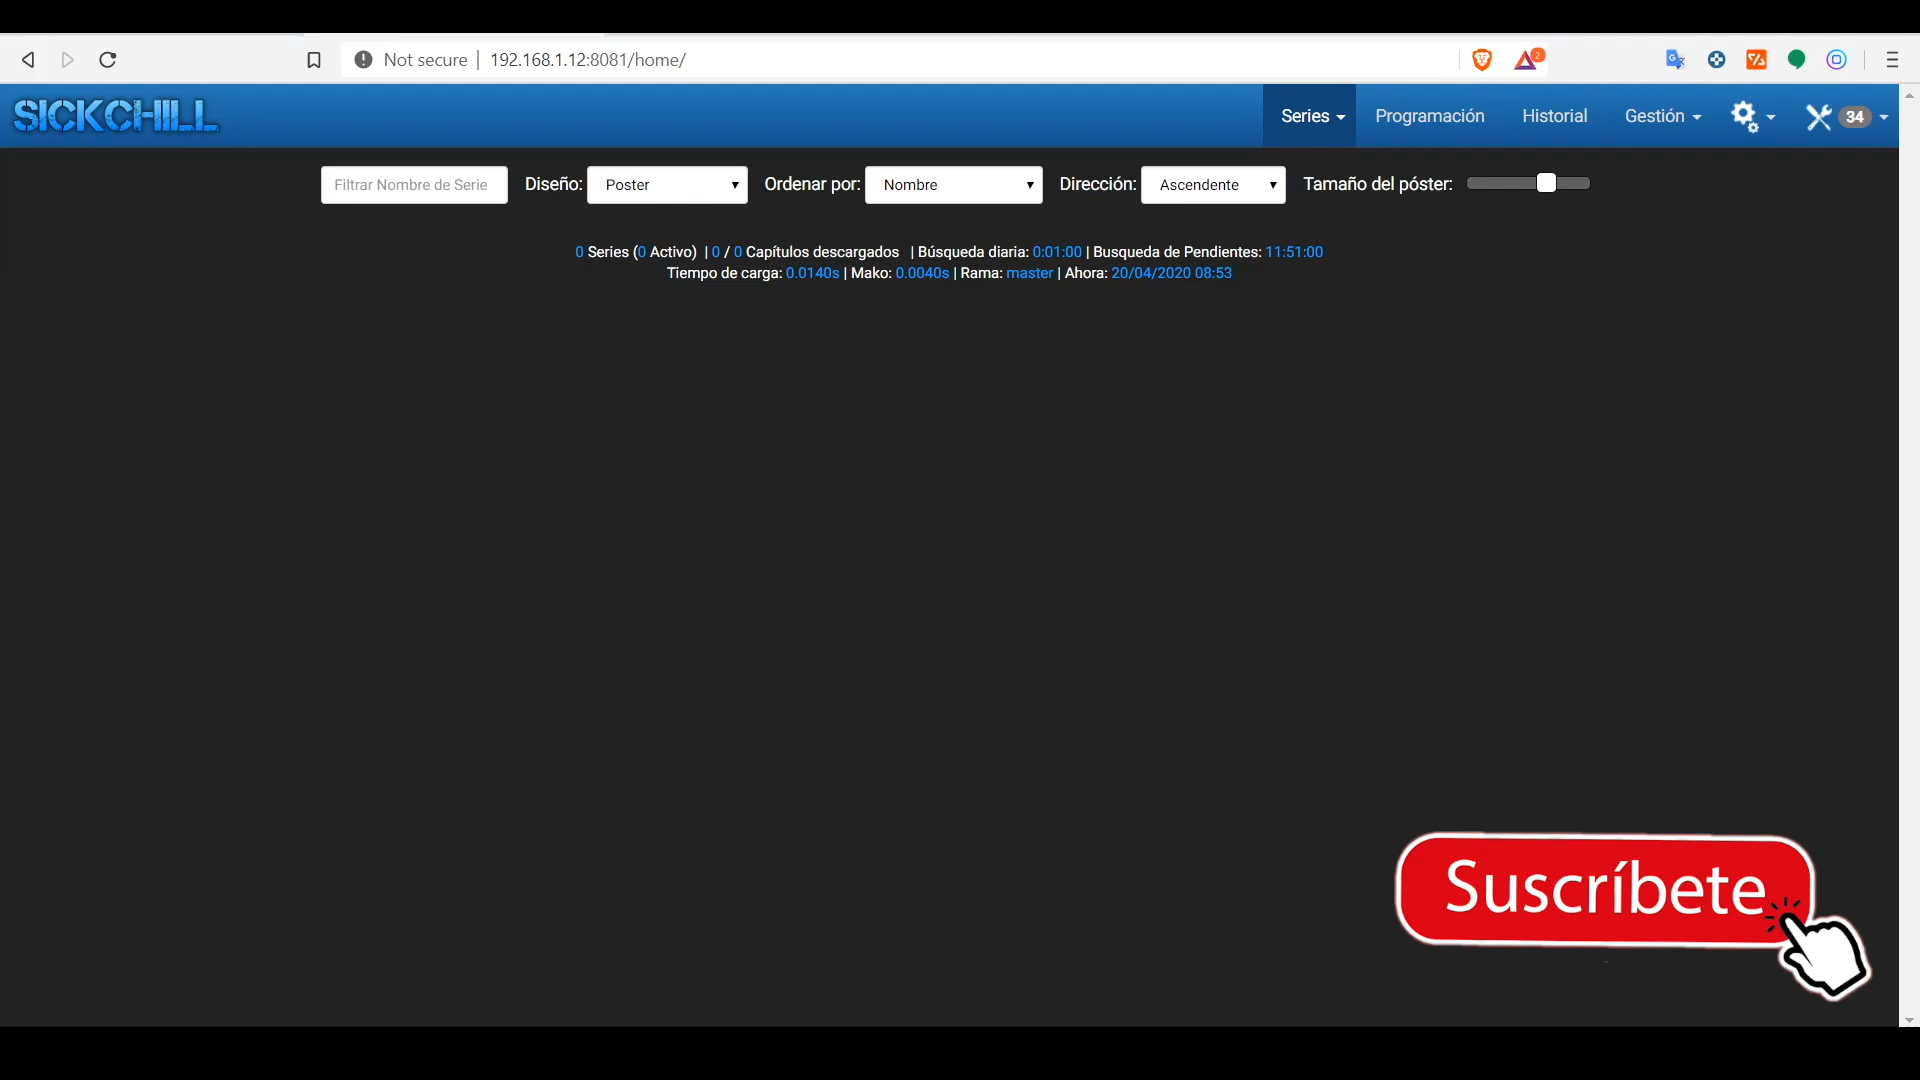 Not secure | 192.168.1.12:8081/home/
2
SICKCHILL
Series Programación Historial Gestión 34
Filtrar Nombre de Serie Diseño: Poster Ordenar por: Nombre Dirección: Ascendente Tamaño del póster:
0 Series (0 Activo) | 0 / 0 Capítulos descargados | Búsqueda diaria: 0:01:00 | Busqueda de Pendientes: 11:51:00
Tiempo de carga: 0.0140s | Mako: 0.0040s | Rama: master | Ahora: 20/04/2020 08:53
Suscríbete